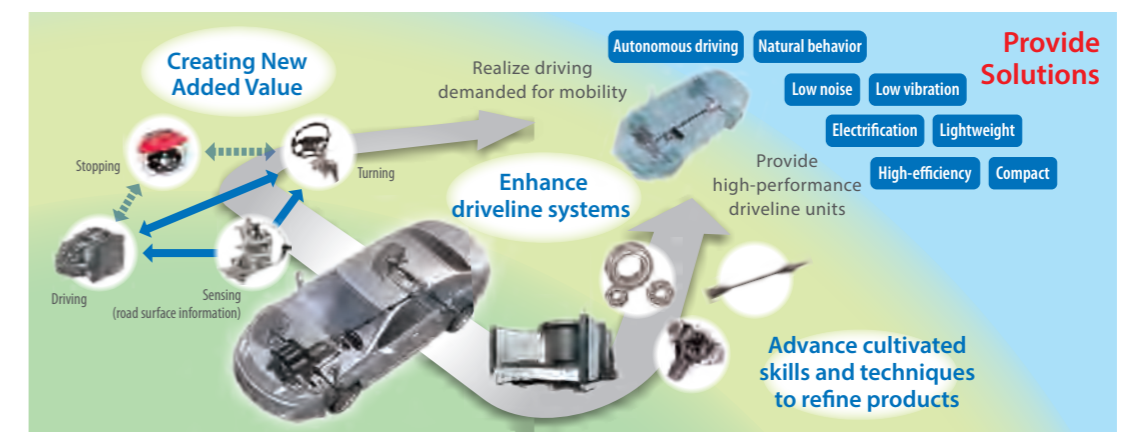 Creating New
Added Value
Stopping
Turning
Driving
Sensing
(road surface information)
Realize driving
demanded for mobility
Enhance
driveline systems
Provide
high-performance
driveline units
Advance cultivated
skills and techniques
to refine products
Provide
Solutions
Autonomous driving
Natural behavior
Low noise
Low vibration
Electrification
Lightweight
High-efficiency
Compact